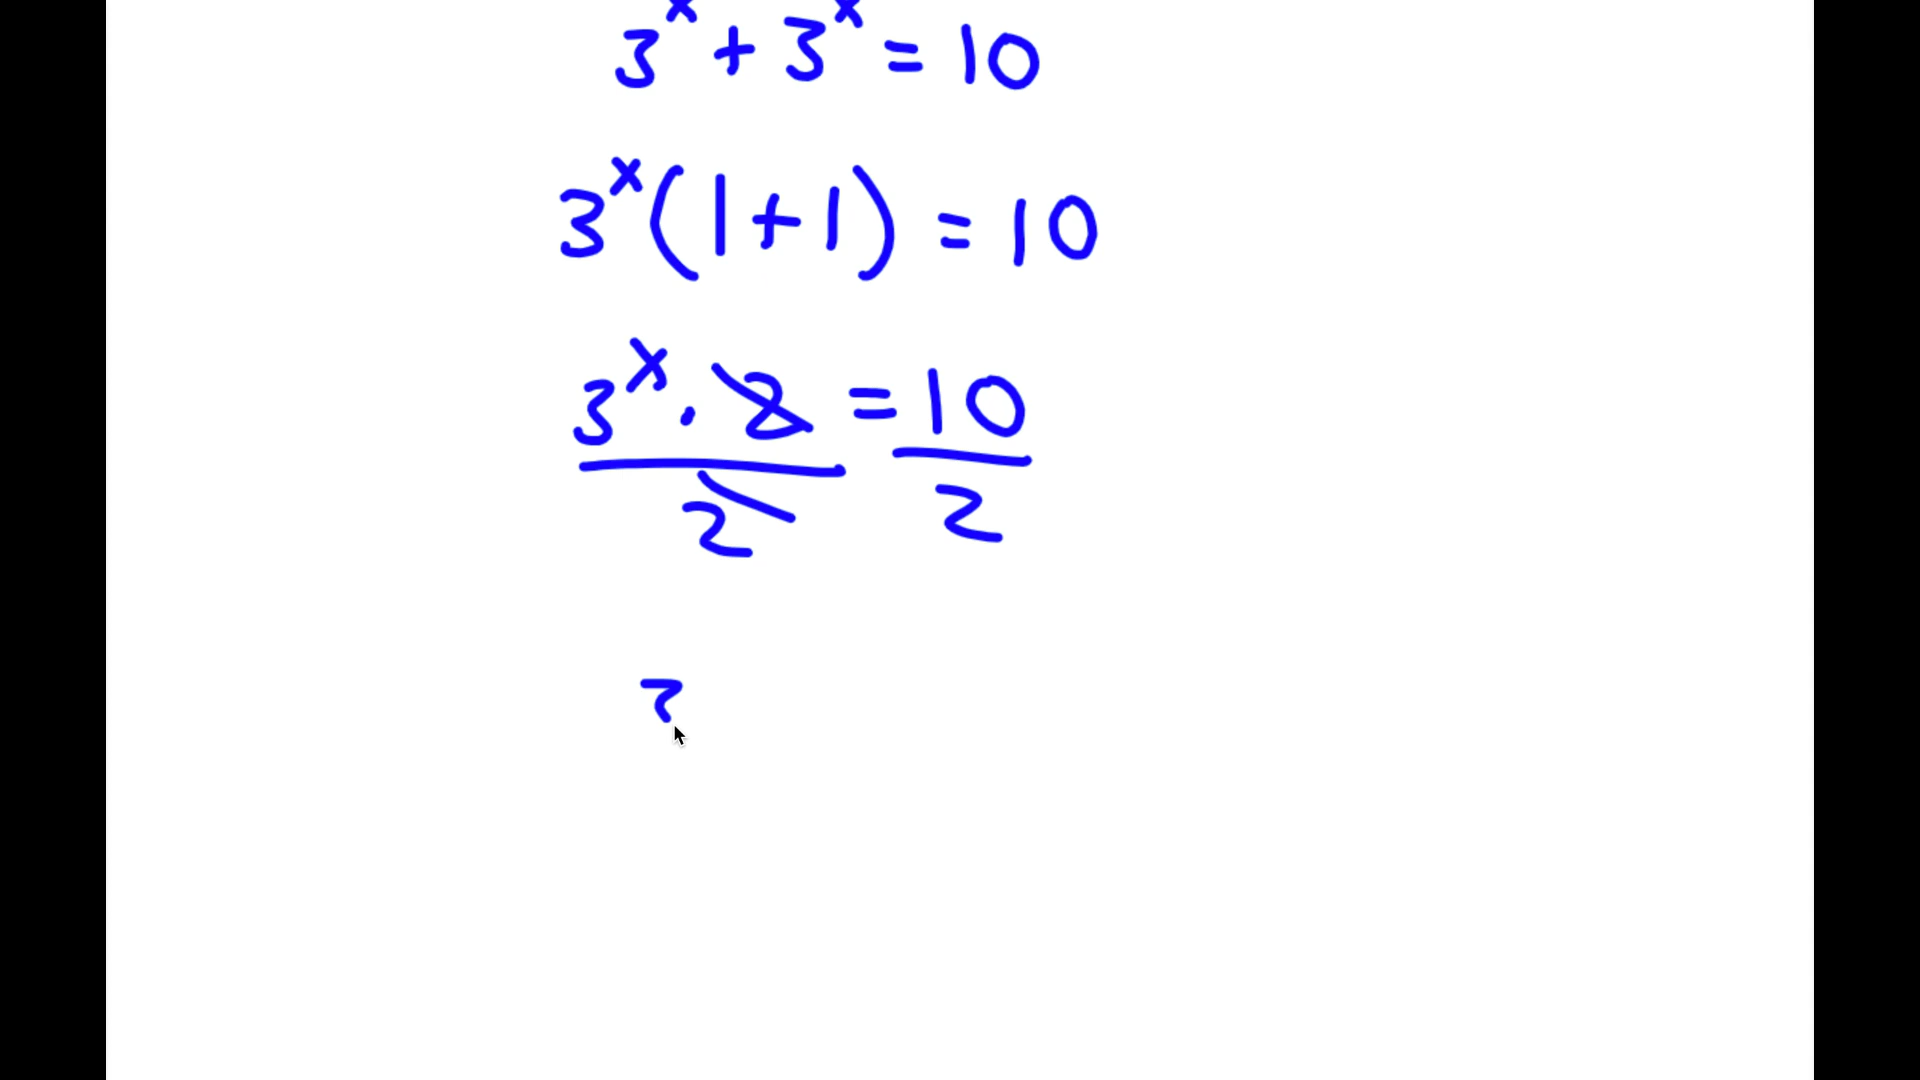 3^x + 3^x = 10
3^x (1 + 1) = 10
3^x · 2 = 10
2 2